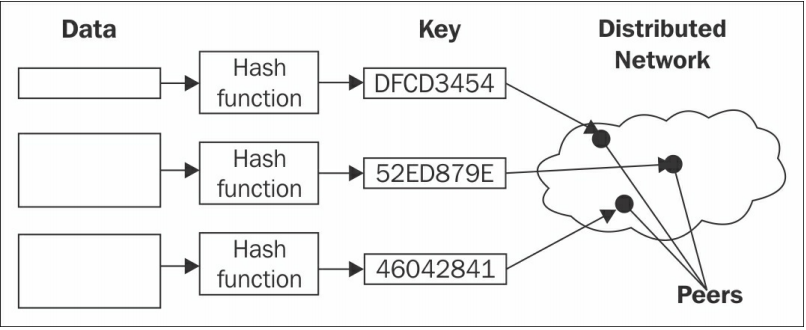 Data
Key
Distributed
Network
Hash
function
DFCD3454
Hash
function
52ED879E
Hash
function
46042841
Peers